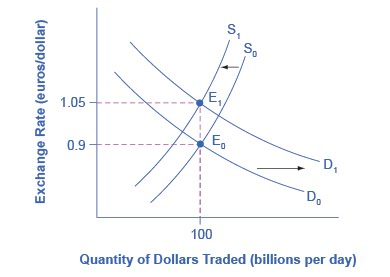 Exchange Rate (euros/dollar)
S₁
S₀
1.05
E₁
0.9
E₀
D₁
D₀
100
Quantity of Dollars Traded (billions per day)